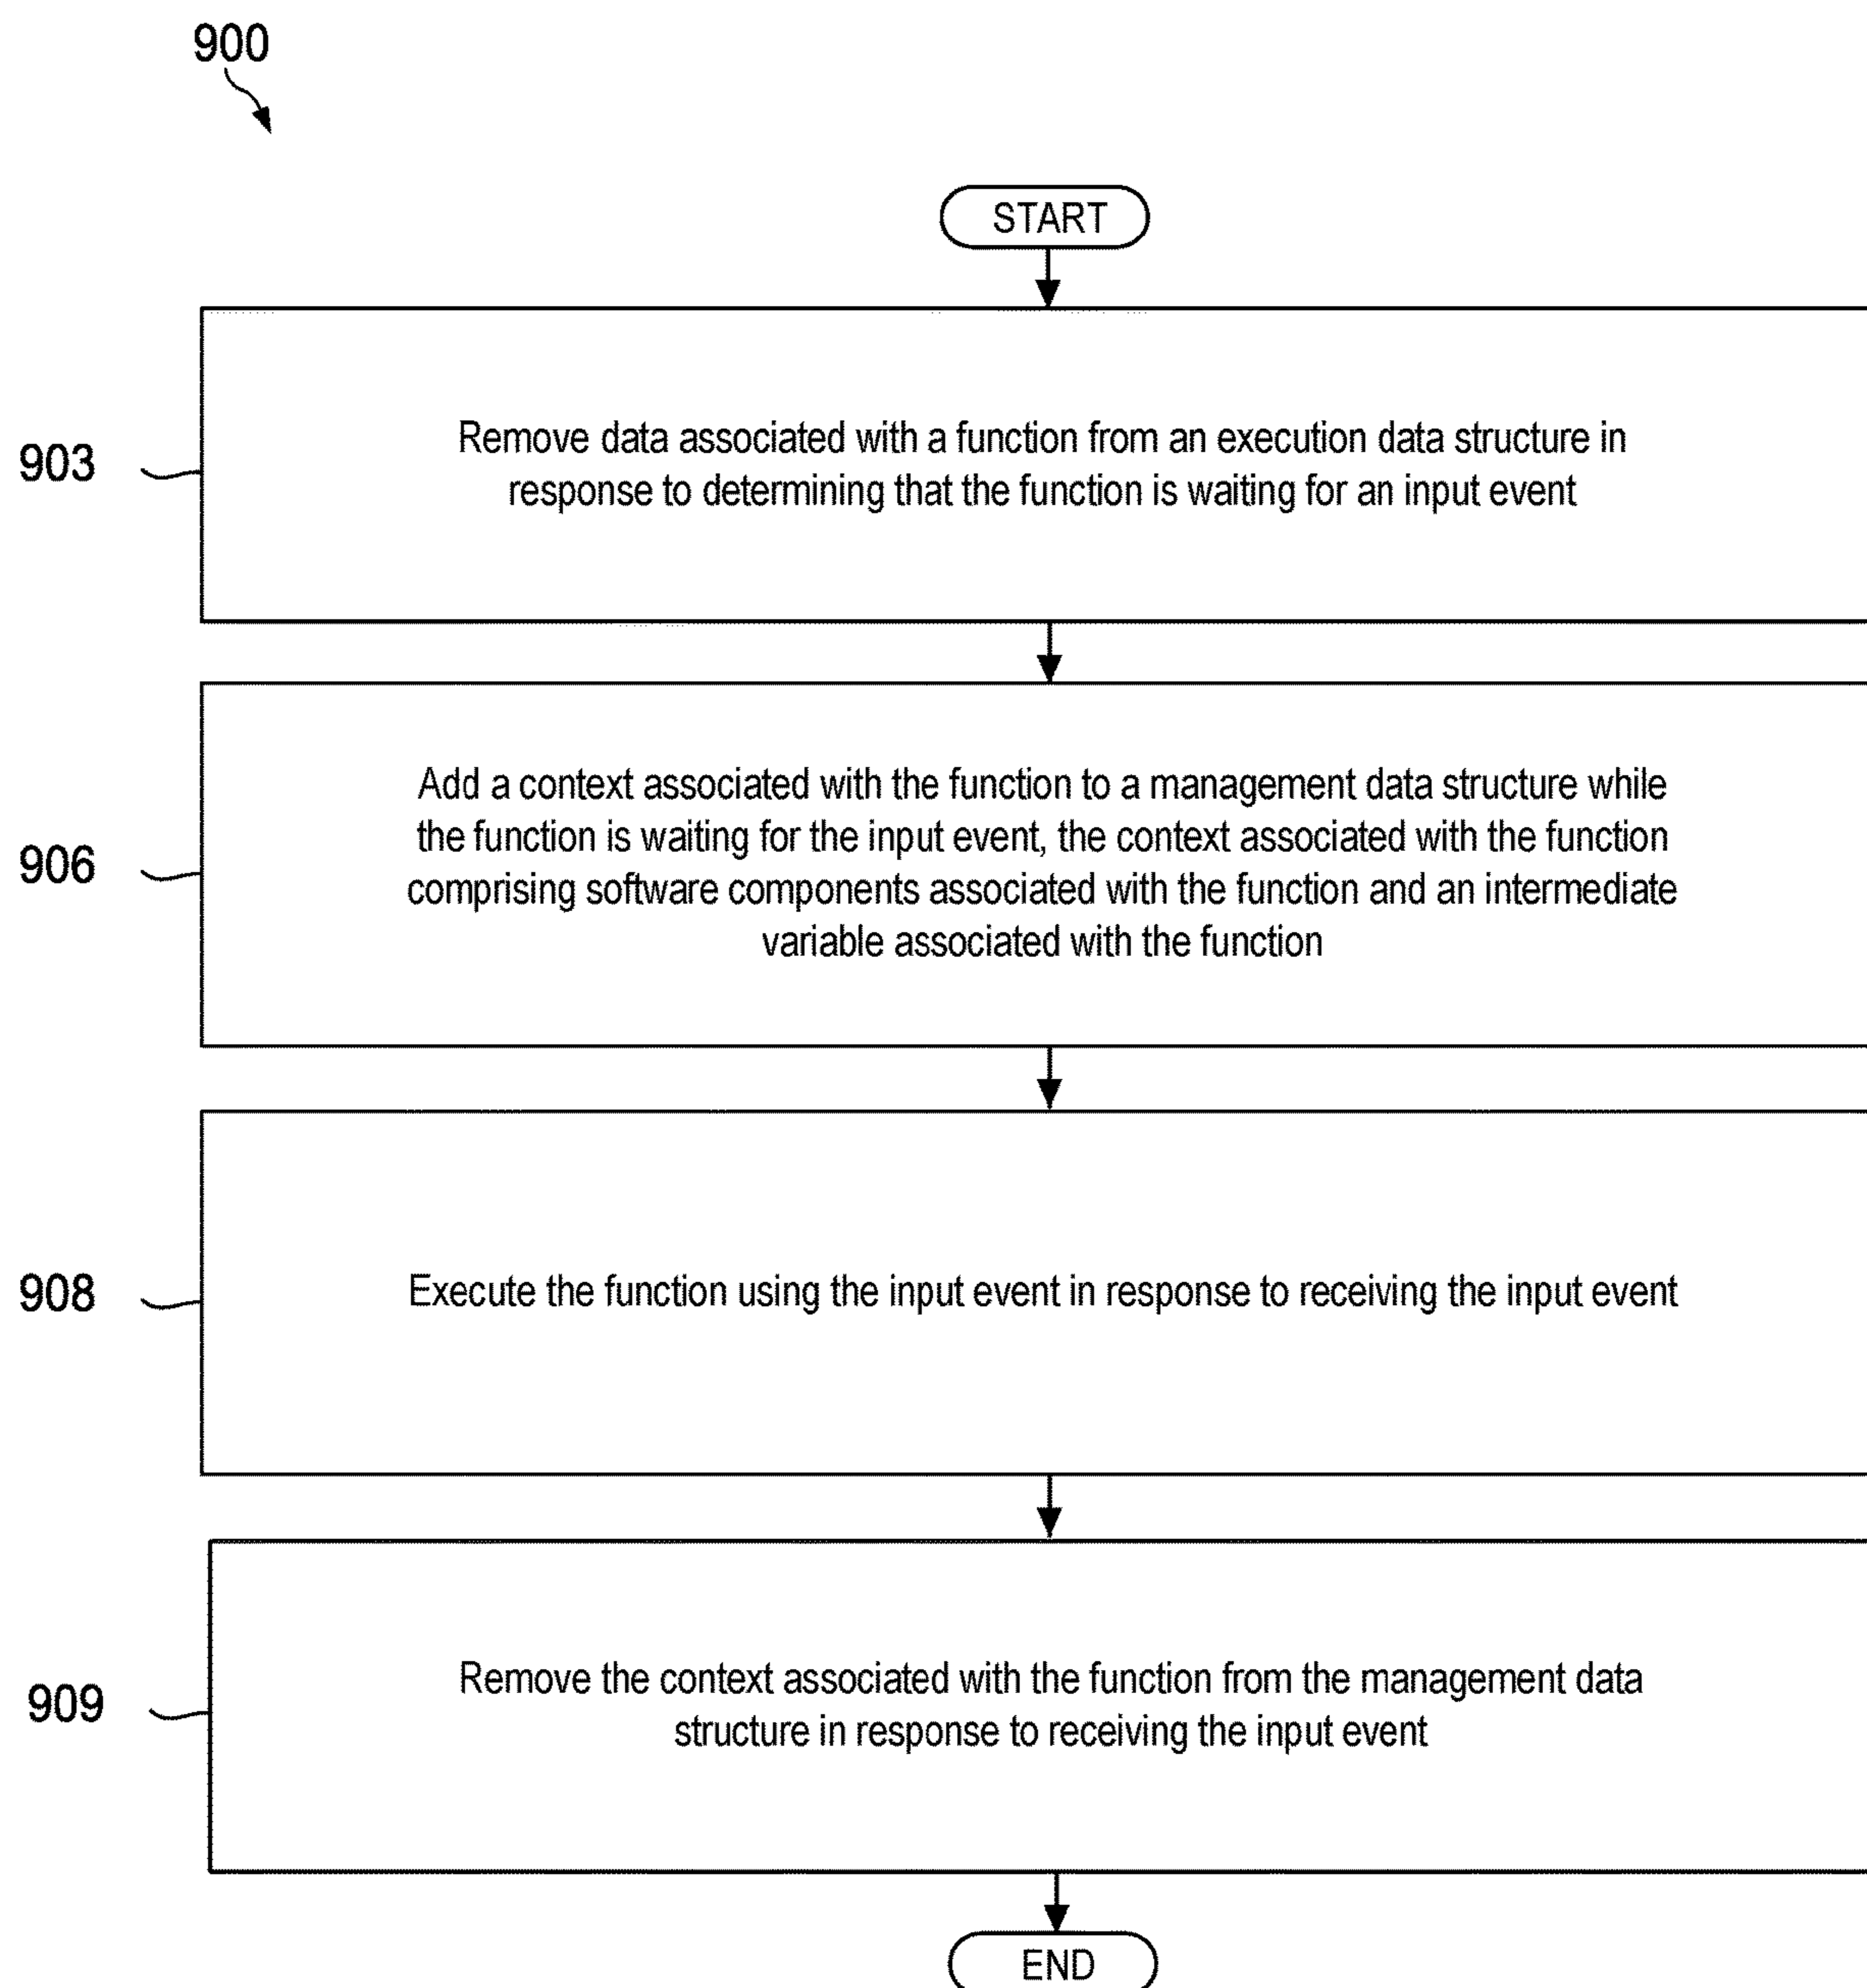 900
START
903
Remove data associated with a function from an execution data structure in
response to determining that the function is waiting for an input event
906
Add a context associated with the function to a management data structure while
the function is waiting for the input event, the context associated with the function
comprising software components associated with the function and an intermediate
variable associated with the function
908
Execute the function using the input event in response to receiving the input event
909
Remove the context associated with the function from the management data
structure in response to receiving the input event
END